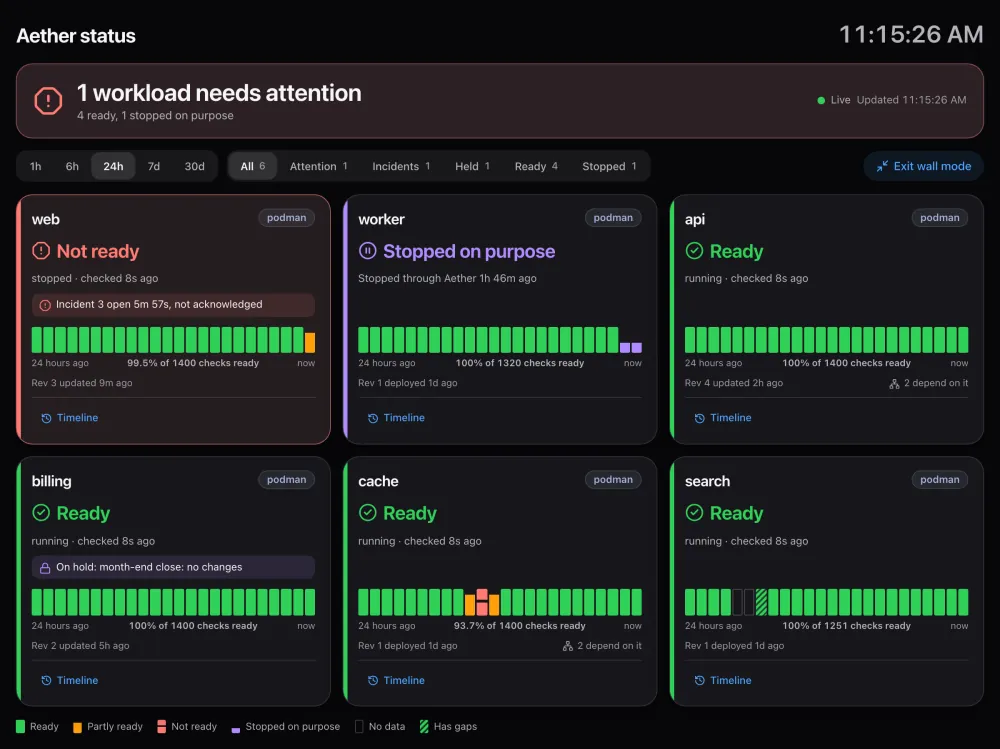 Aether status
11:15:26 AM
1 workload needs attention
4 ready, 1 stopped on purpose
Live Updated 11:15:26 AM
1h 6h 24h 7d 30d
All 6 Attention 1 Incidents 1 Held 1 Ready 4 Stopped 1
Exit wall mode
web podman
Not ready
stopped · checked 8s ago
Incident 3 open 5m 57s, not acknowledged
24 hours ago 99.5% of 1400 checks ready now
Rev 3 updated 9m ago
Timeline
worker podman
Stopped on purpose
Stopped through Aether 1h 46m ago
24 hours ago 100% of 1320 checks ready now
Rev 1 deployed 1d ago
Timeline
api podman
Ready
running · checked 8s ago
24 hours ago 100% of 1400 checks ready now
Rev 4 updated 2h ago 2 depend on it
Timeline
billing podman
Ready
running · checked 8s ago
On hold: month-end close: no changes
24 hours ago 100% of 1400 checks ready now
Rev 2 updated 5h ago
Timeline
cache podman
Ready
running · checked 8s ago
24 hours ago 93.7% of 1400 checks ready now
Rev 1 deployed 1d ago 2 depend on it
Timeline
search podman
Ready
running · checked 8s ago
24 hours ago 100% of 1251 checks ready now
Rev 1 deployed 1d ago
Timeline
Ready Partly ready Not ready Stopped on purpose No data Has gaps